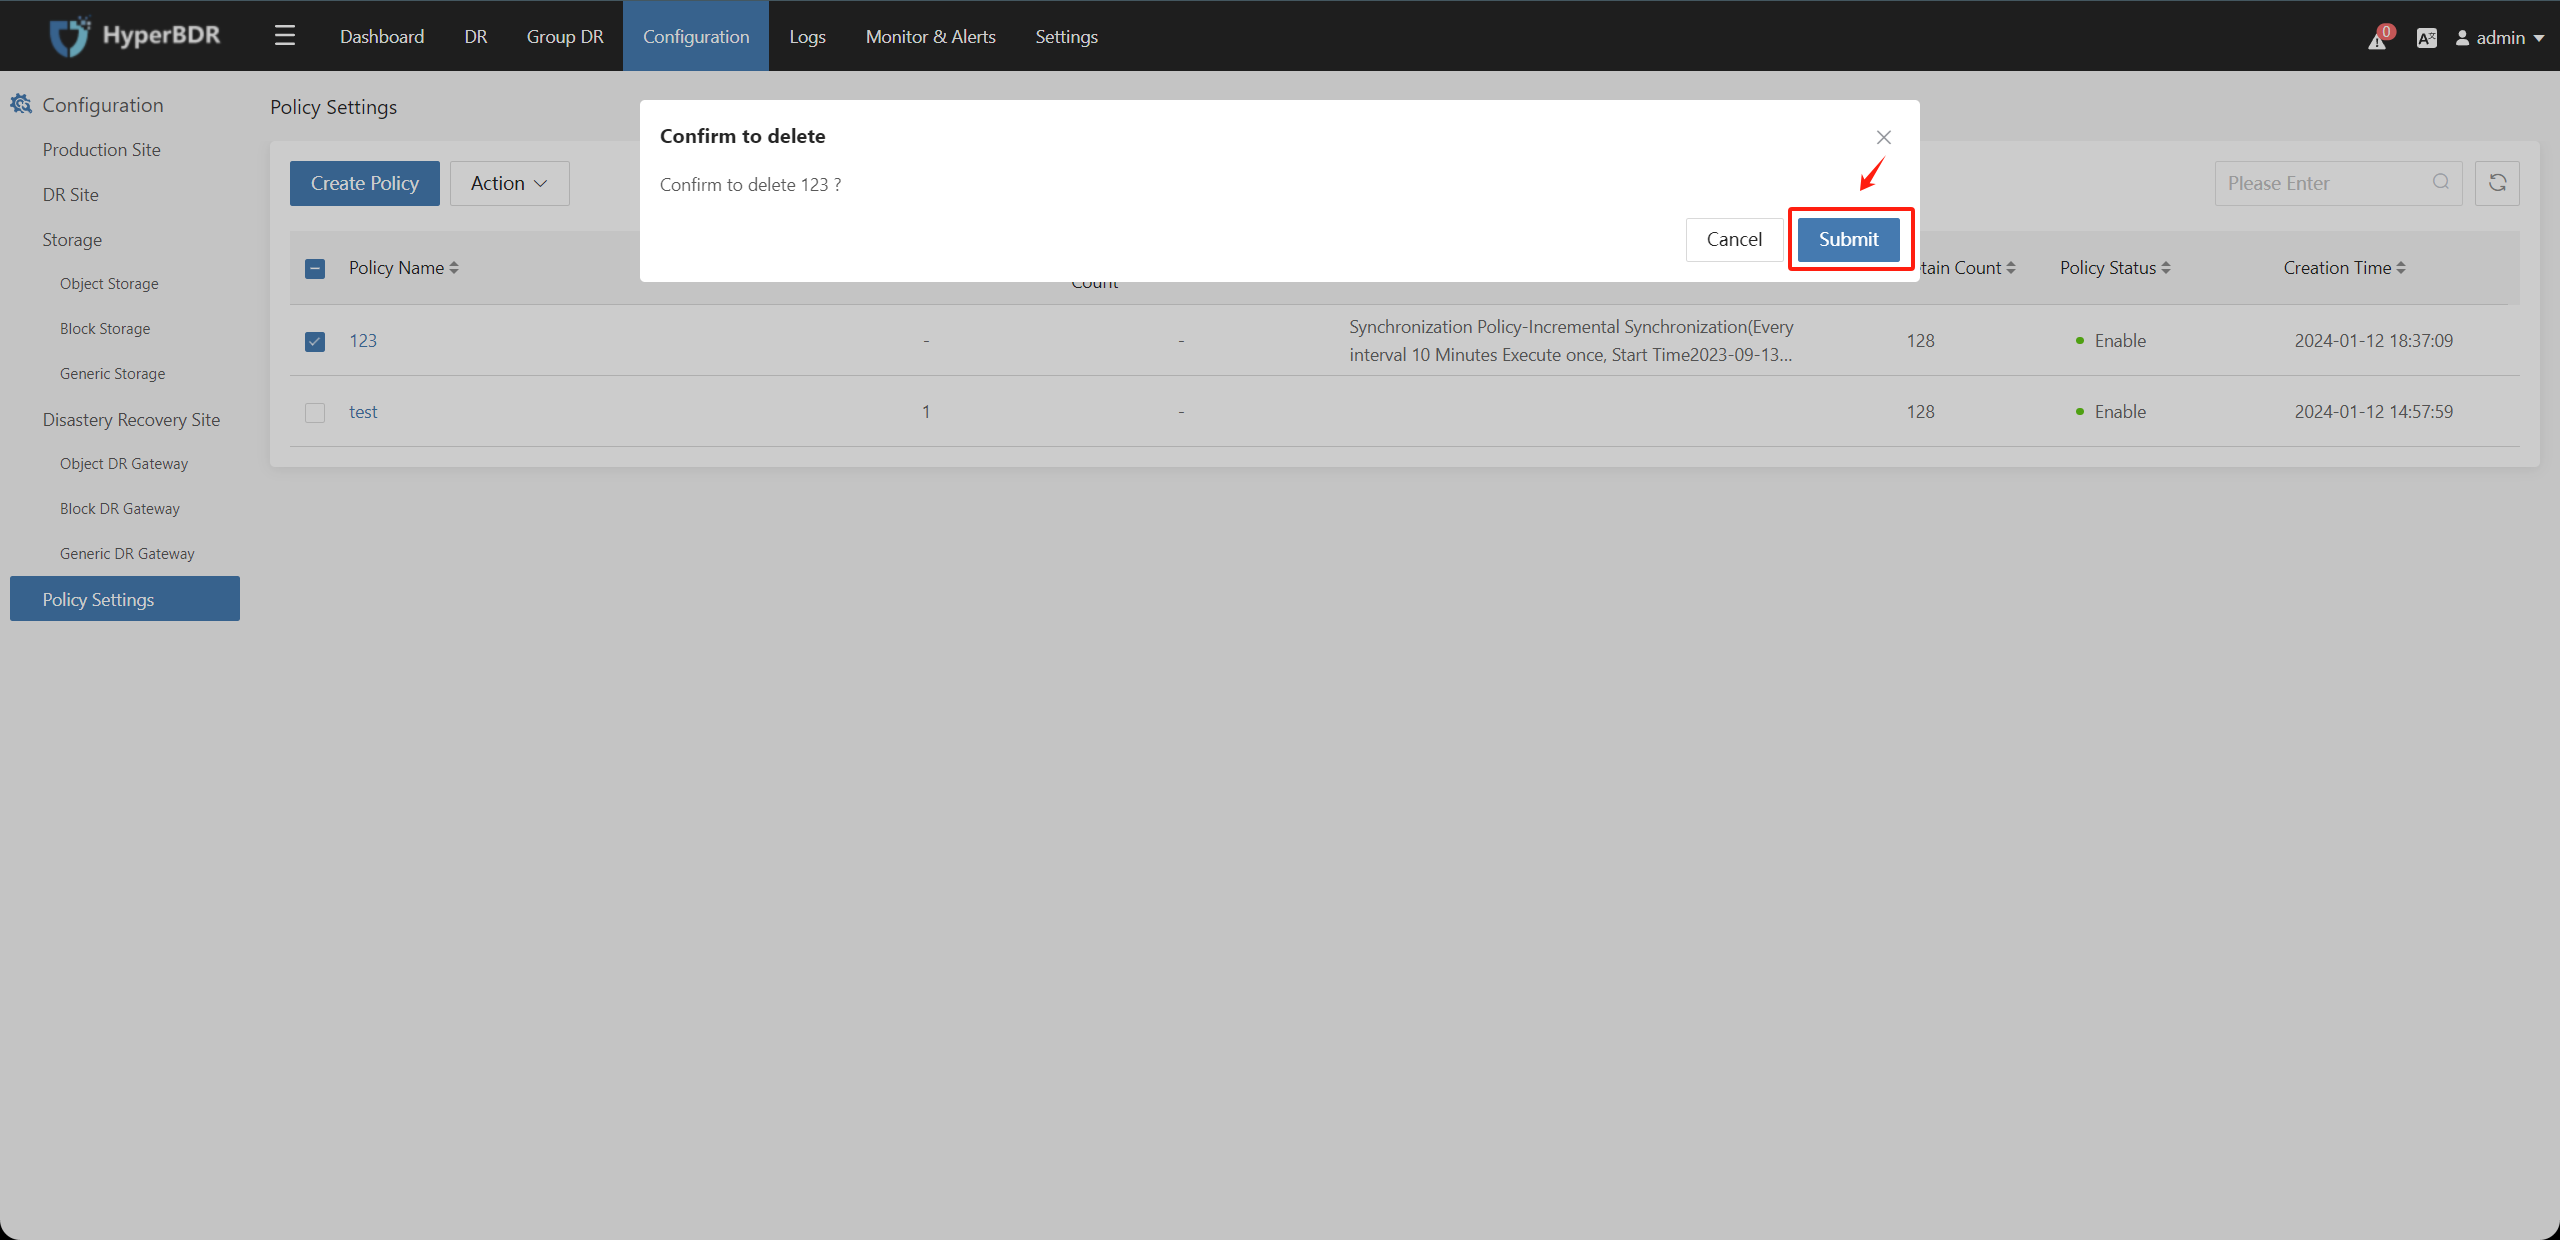 HyperBDR
Dashboard
DR
Group DR
Configuration
Logs
Monitor & Alerts
Settings
0
admin
Configuration
Production Site
DR Site
Storage
Object Storage
Block Storage
Generic Storage
Disastery Recovery Site
Object DR Gateway
Block DR Gateway
Generic DR Gateway
Policy Settings
Policy Settings
Confirm to delete
Confirm to delete 123 ?
Cancel
Submit
Create Policy
Action
Please Enter
Policy Name
Count
tain Count
Policy Status
Creation Time
123
-
-
Synchronization Policy-Incremental Synchronization(Every
interval 10 Minutes Execute once, Start Time2023-09-13...
128
Enable
2024-01-12 18:37:09
test
1
-
128
Enable
2024-01-12 14:57:59